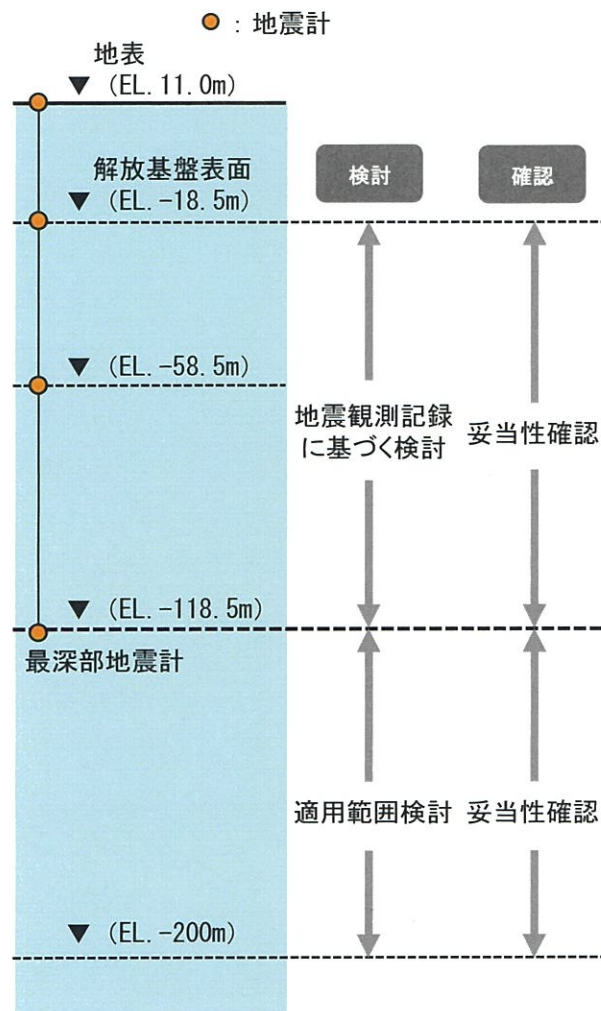 ：地震計
地表
▼ (EL. 11.0m)
解放基盤表面
▼ (EL. -18.5m)
検討
確認
▼ (EL. -58.5m)
地震観測記録
に基づく検討
妥当性確認
▼ (EL. -118.5m)
最深部地震計
適用範囲検討
妥当性確認
▼ (EL. -200m)